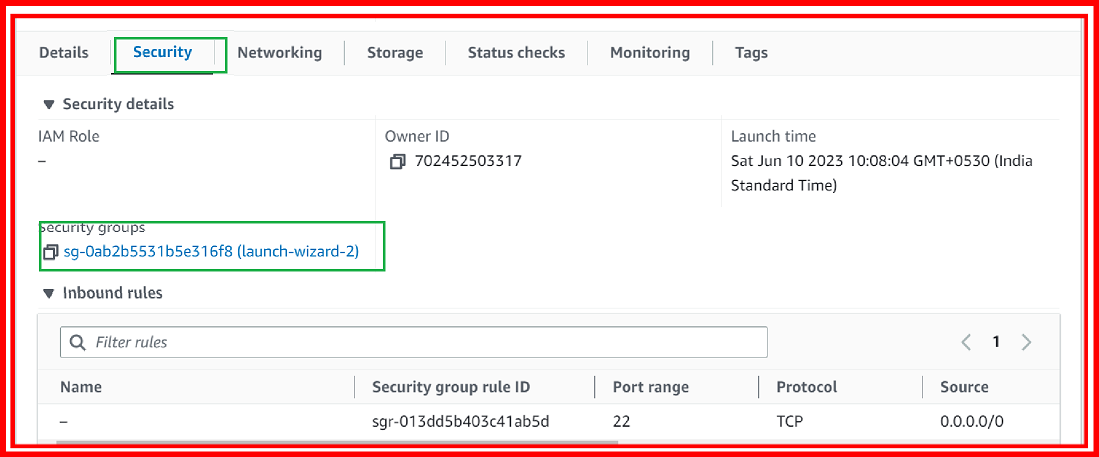 Details Security Networking Storage Status checks Monitoring Tags
▼ Security details
IAM Role Owner ID Launch time
– 702452503317 Sat Jun 10 2023 10:08:04 GMT+0530 (India
Standard Time)
Security groups
sg-0ab2b5531b5e316f8 (launch-wizard-2)
▼ Inbound rules
Filter rules 1
Name Security group rule ID Port range Protocol Source
– sgr-013dd5b403c41ab5d 22 TCP 0.0.0.0/0